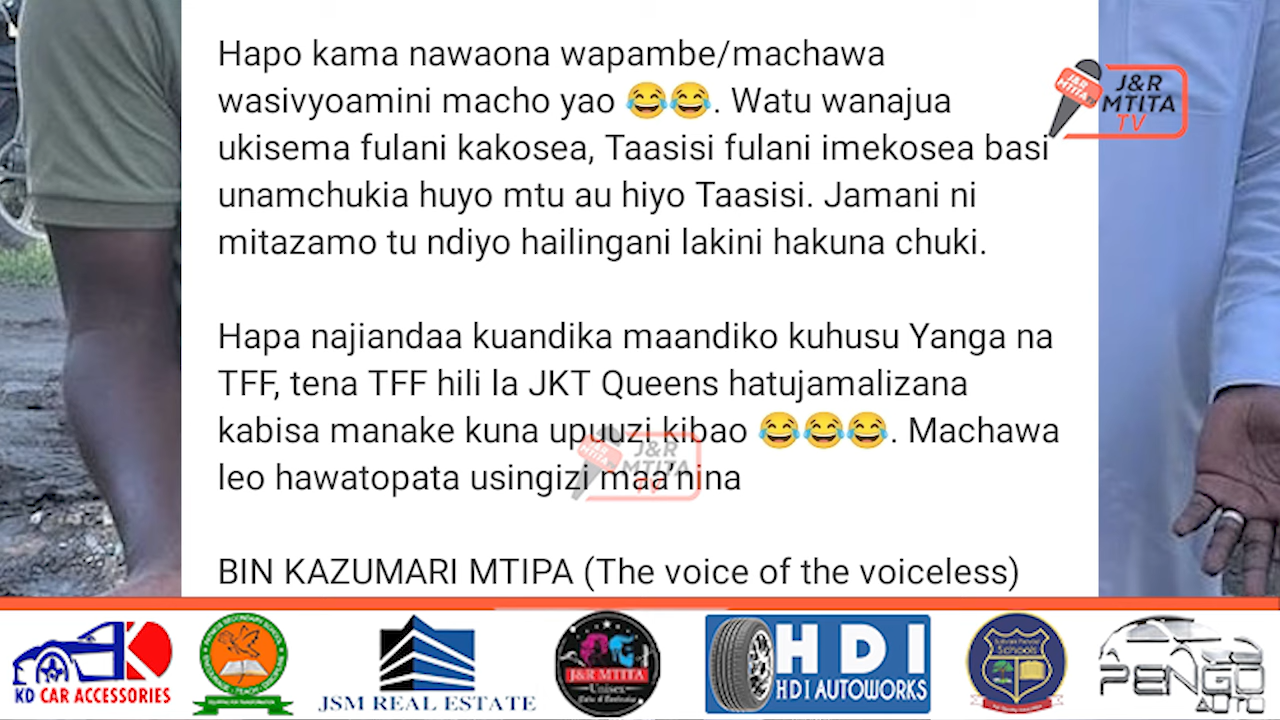 Hapo kama nawaona wapambe/machawa
wasivyoamini macho yao 😂😂. Watu wanajua
ukisema fulani kakosea, Taasisi fulani imekosea basi
unamchukia huyo mtu au hiyo Taasisi. Jamani ni
mitazamo tu ndiyo hailingani lakini hakuna chuki.
Hapa najiandaa kuandika maandiko kuhusu Yanga na
TFF, tena TFF hili la JKT Queens hatujamalizana
kabisa manake kuna upuuzi kibao 😂😂😂. Machawa
leo hawatopata usingizi maa'nina
BIN KAZUMARI MTIPA (The voice of the voiceless)
J&R
MTITA
TV
J&R
MTITA
TV
KD CAR ACCESSORIES
JSM REAL ESTATE
J&R MTITA
Unisex
HDI
HDI AUTOWORKS
Schools
PENGO
AUTO